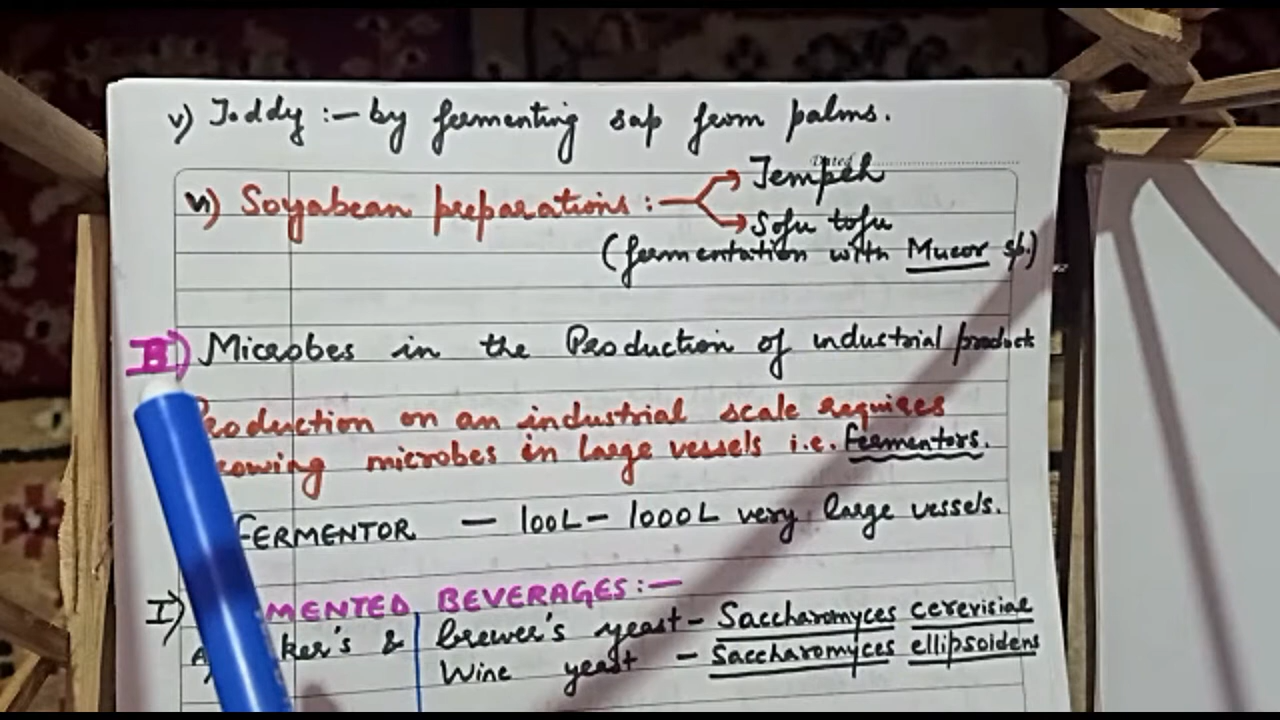 v) Toddy :— by fermenting sap from palms.
Dated
vi) Soyabean preparations :— Tempeh
Sofu tofu
(fermentation with Mucor sp.)
II) Microbes in the Production of industrial product
roduction on an industrial scale requires
rowing microbes in large vessels i.e. fermentors.
FERMENTOR — 100L – 1000L very large vessels.
I) MENTED BEVERAGES :—
A) ker's & brewer's yeast – Saccharomyces cerevisiae
Wine yeast – Saccharomyces ellipsoidens